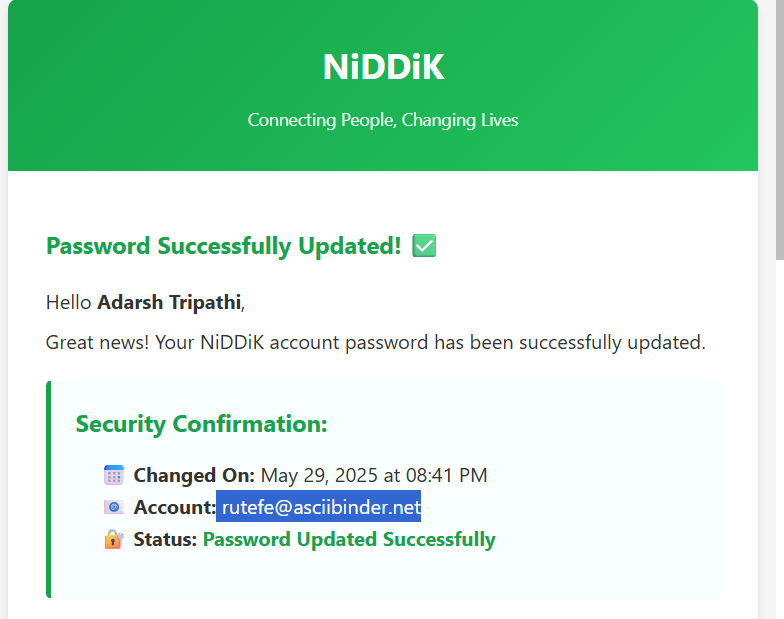 NiDDiK
Connecting People, Changing Lives
Password Successfully Updated! ✅
Hello Adarsh Tripathi,
Great news! Your NiDDiK account password has been successfully updated.
Security Confirmation:
📅 Changed On: May 29, 2025 at 08:41 PM
📧 Account: rutefe@asciibinder.net
🔐 Status: Password Updated Successfully